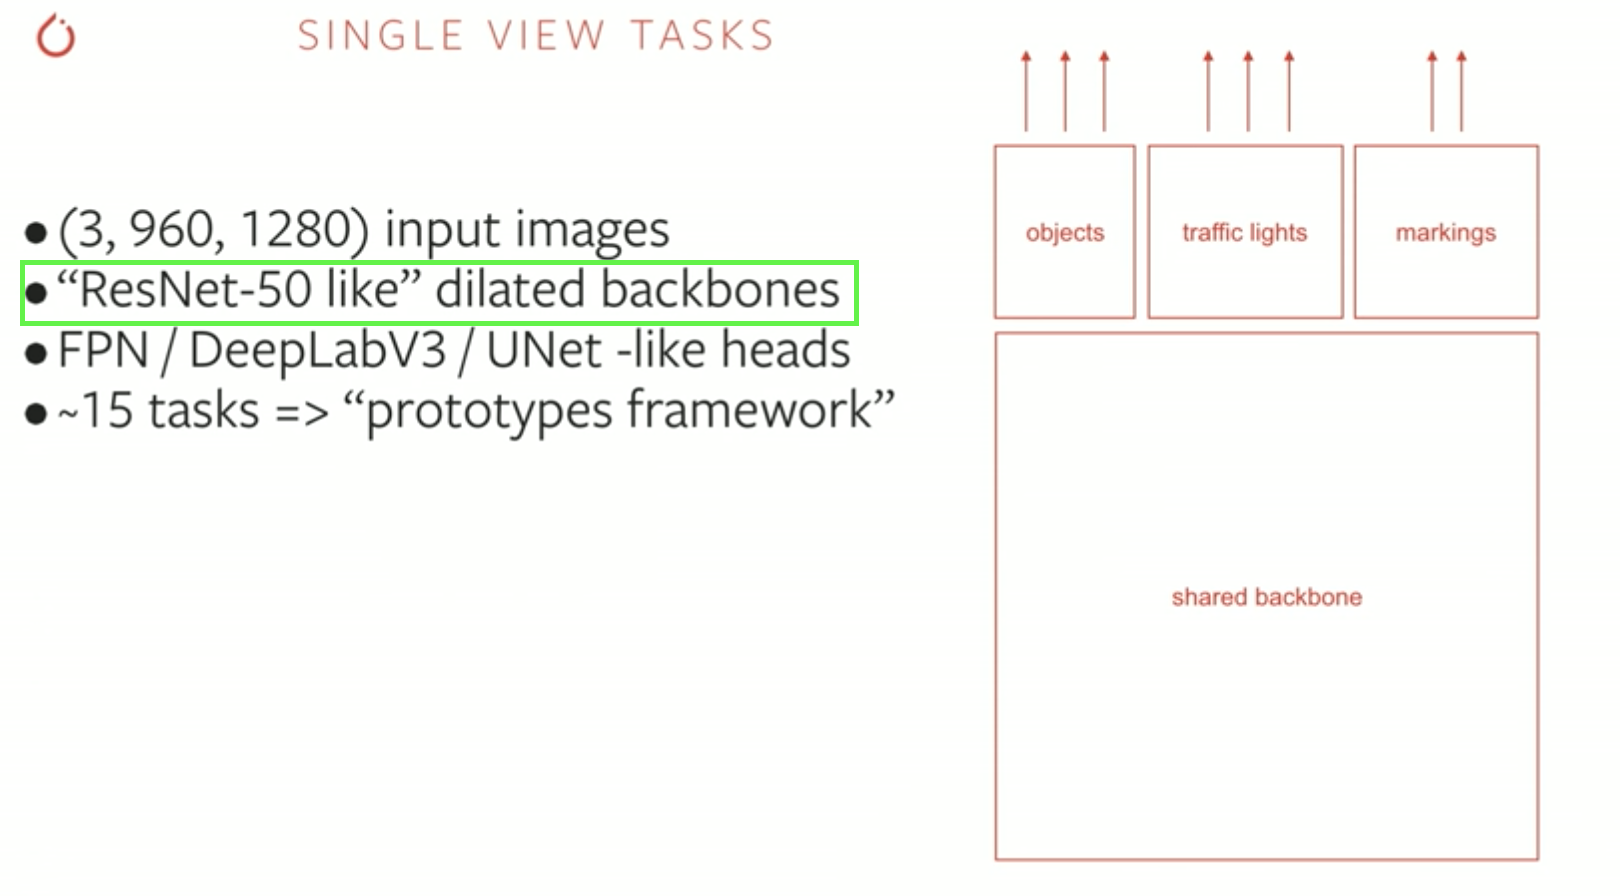 SINGLE VIEW TASKS
● (3, 960, 1280) input images
● “ResNet-50 like” dilated backbones
● FPN / DeepLabV3 / UNet -like heads
● ~15 tasks => “prototypes framework”
objects
traffic lights
markings
shared backbone